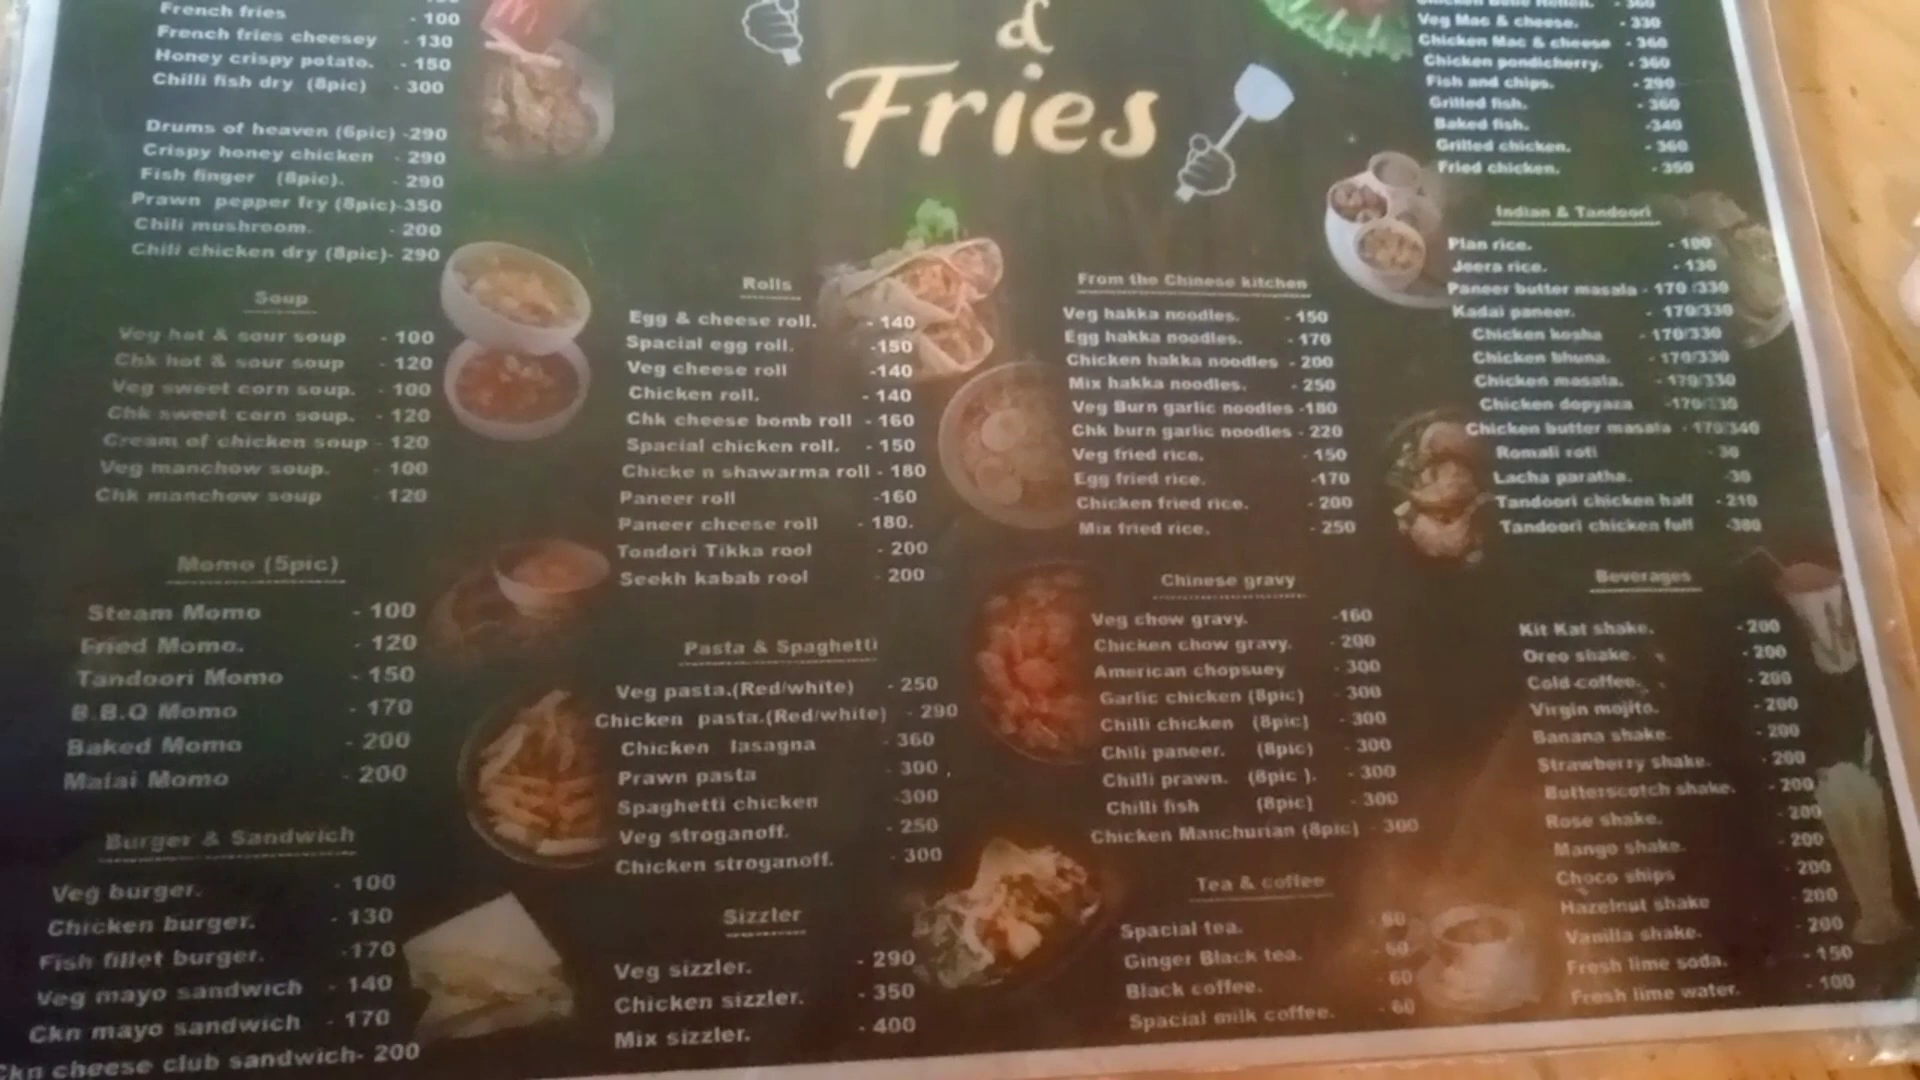 French fries - 100
French fries cheesey - 130
Honey crispy potato. - 150
Chilli fish dry (8pic) - 300
Drums of heaven (6pic) -290
Crispy honey chicken - 290
Fish finger (8pic). - 290
Prawn pepper fry (8pic)-350
Chili mushroom. - 200
Chili chicken dry (8pic)- 290
Soup
Veg hot & sour soup - 100
Chk hot & sour soup - 120
Veg sweet corn soup. - 100
Chk sweet corn soup. - 120
Cream of chicken soup - 120
Veg manchow soup. - 100
Chk manchow soup - 120
Momo (5pic)
Steam Momo - 100
Fried Momo. - 120
Tandoori Momo - 150
B.B.Q Momo - 170
Baked Momo - 200
Malai Momo - 200
Burger & Sandwich
Veg burger. - 100
Chicken burger. - 130
Fish fillet burger. -170
Veg mayo sandwich - 140
Ckn mayo sandwich - 170
Ckn cheese club sandwich- 200
&
Fries
Rolls
Egg & cheese roll. - 140
Spacial egg roll. -150
Veg cheese roll -140
Chicken roll. - 140
Chk cheese bomb roll - 160
Spacial chicken roll. - 150
Chicke n shawarma roll - 180
Paneer roll -160
Paneer cheese roll - 180.
Tondori Tikka rool - 200
Seekh kabab rool - 200
Pasta & Spaghetti
Veg pasta.(Red/white) - 250
Chicken pasta.(Red/white) - 290
Chicken lasagna - 360
Prawn pasta - 300
Spaghetti chicken -300
Veg stroganoff. - 250
Chicken stroganoff. - 300
Sizzler
Veg sizzler. - 290
Chicken sizzler. - 350
Mix sizzler. - 400
From the Chinese kitchen
Veg hakka noodles. - 150
Egg hakka noodles. - 170
Chicken hakka noodles - 200
Mix hakka noodles. - 250
Veg Burn garlic noodles -180
Chk burn garlic noodles - 220
Veg fried rice. - 150
Egg fried rice. -170
Chicken fried rice. - 200
Mix fried rice. - 250
Chinese gravy
Veg chow gravy. -160
Chicken chow gravy. - 200
American chopsuey - 300
Garlic chicken (8pic) - 300
Chilli chicken (8pic) - 300
Chili paneer. (8pic) - 300
Chilli prawn. (8pic ). - 300
Chilli fish (8pic) - 300
Chicken Manchurian (8pic) - 300
Tea & coffee
Spacial tea. - 60
Ginger Black tea. - 60
Black coffee. - 60
Spacial milk coffee. - 60
Veg Mac & cheese. - 330
Chicken Mac & cheese - 360
Chicken pondicherry. - 360
Fish and chips. - 290
Grilled fish. - 360
Baked fish. -340
Grilled chicken. - 360
Fried chicken. - 350
Indian & Tandoori
Plan rice. - 100
Jeera rice. - 130
Paneer butter masala - 170/330
Kadai paneer. - 170/330
Chicken kosha - 170/330
Chicken bhuna. - 170/330
Chicken masala. - 170/330
Chicken dopyaza -170/330
Chicken butter masala - 170/340
Romali roti - 30
Lacha paratha. -30
Tandoori chicken half - 210
Tandoori chicken full -380
Beverages
Kit Kat shake. - 200
Oreo shake. - 200
Cold coffee. - 200
Virgin mojito. - 200
Banana shake. - 200
Strawberry shake. - 200
Butterscotch shake. - 200
Rose shake. - 200
Mango shake. - 200
Choco ships - 200
Hazelnut shake - 200
Vanilla shake. - 200
Fresh lime soda. - 150
Fresh lime water. - 100